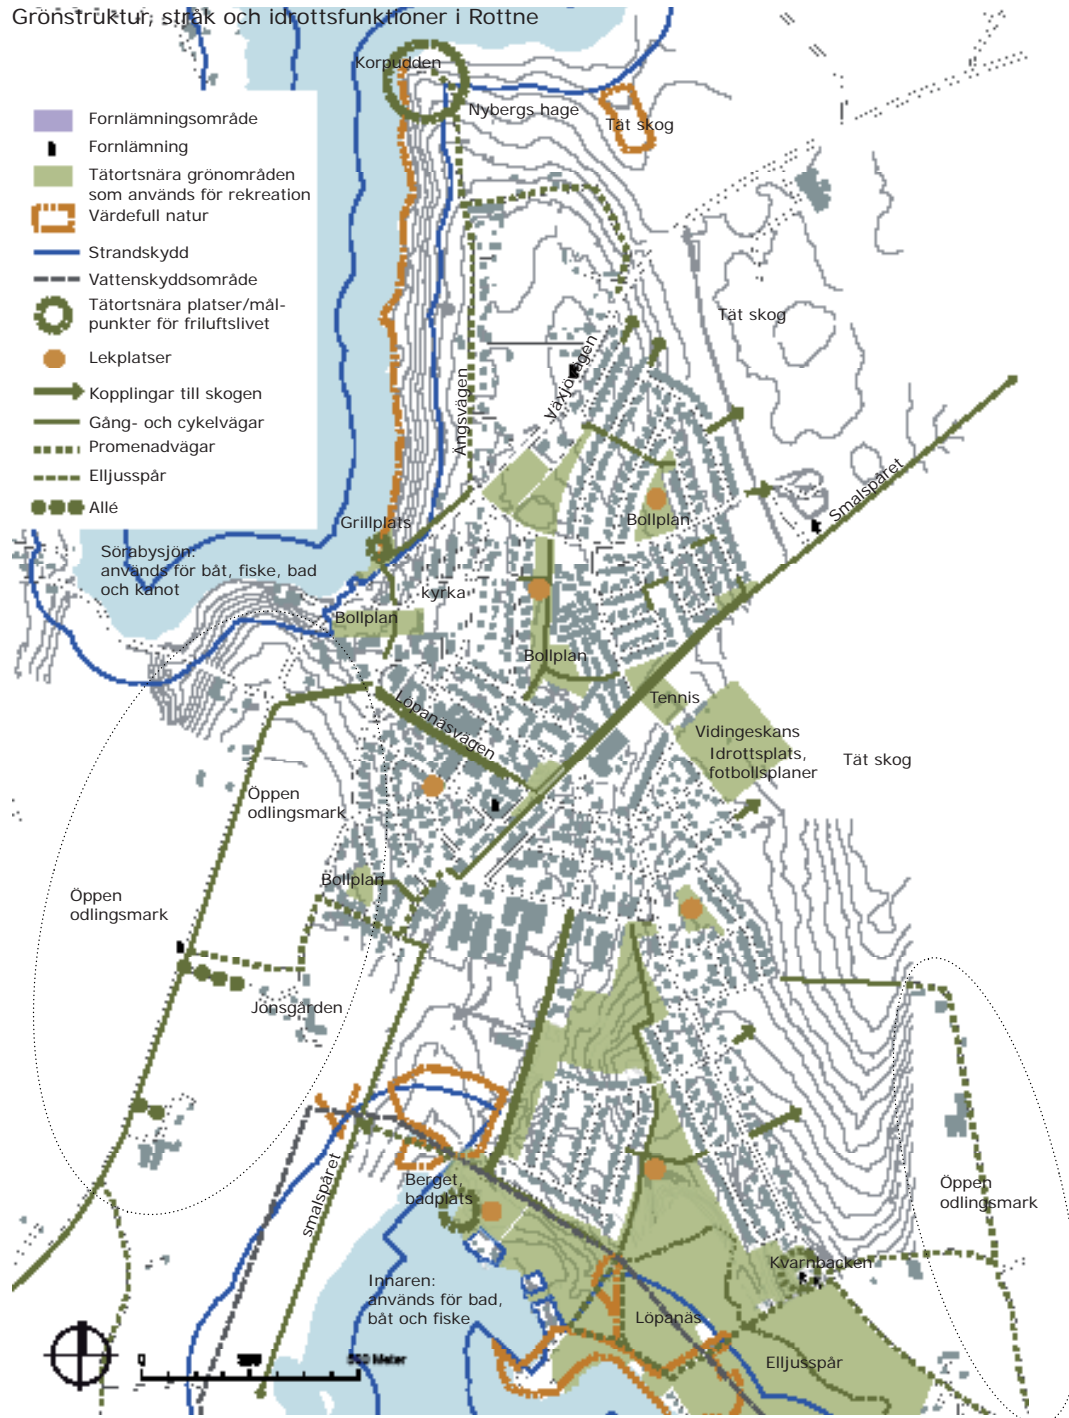 Grönstruktur, stråk och idrottsfunktioner i Rottne
Korpudden
Nybergs hage
Tät skog
Fornlämningsområde
Fornlämning
Tätortsnära grönområden
som används för rekreation
Värdefull natur
Strandskydd
Vattenskyddsområde
Tätortsnära platser/mål-
punkter för friluftslivet
Lekplatser
Kopplingar till skogen
Gång- och cykelvägar
Promenadvägar
Elljusspår
Allé
Tät skog
Växjövägen
Ängsvägen
Smalspåret
Grillplats
Bollplan
Sörabysjön:
används för båt, fiske, bad
och kanot
kyrka
Bollplan
Bollplan
Tennis
Löpanäsvägen
Vidingeskans
Idrottsplats,
fotbollsplaner
Tät skog
Öppen
odlingsmark
Bollplan
Öppen
odlingsmark
Jonsgården
smalspåret
Berget,
badplats
Öppen
odlingsmark
Kvarnbacken
Innaren:
används för bad,
båt och fiske
Löpanäs
Elljusspår
0
500 Meter